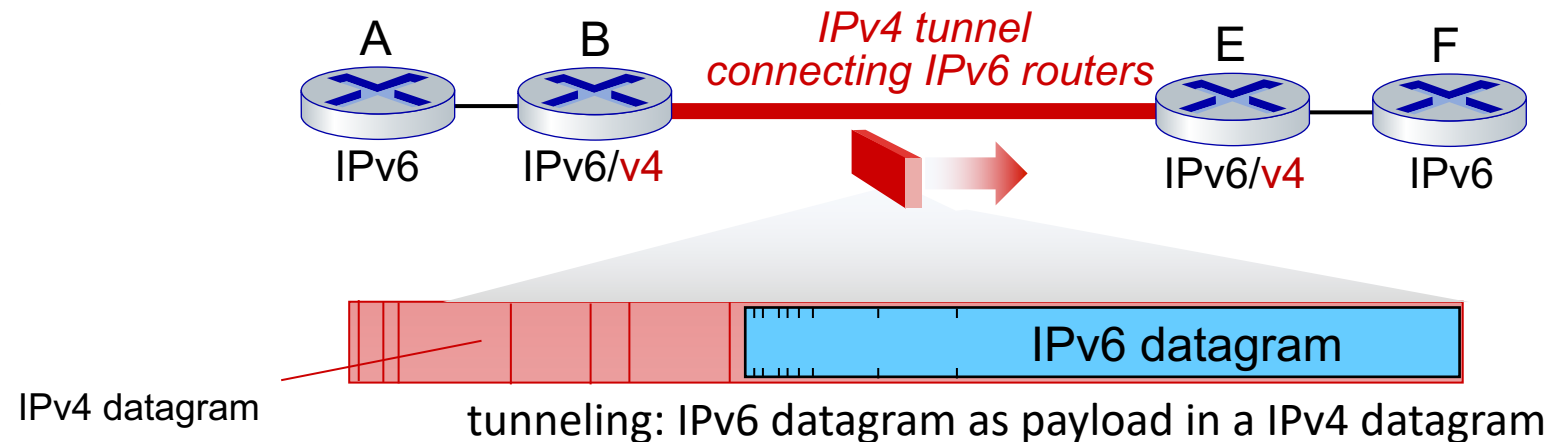 A
B
IPv4 tunnel
connecting IPv6 routers
E
F
IPv6
IPv6/v4
IPv6/v4
IPv6
IPv6 datagram
IPv4 datagram
tunneling: IPv6 datagram as payload in a IPv4 datagram